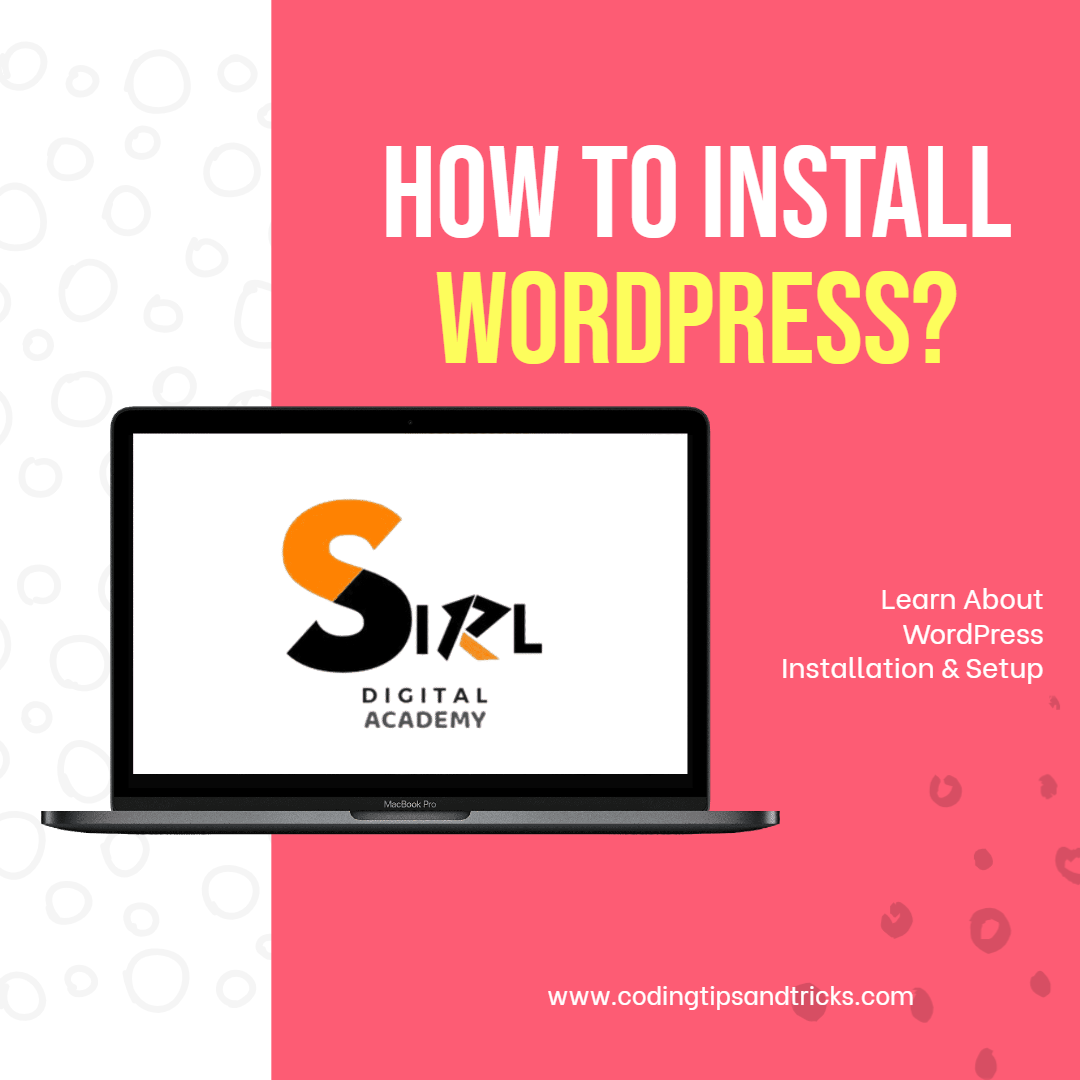 HOW TO INSTALL
WORDPRESS?
SIRL
DIGITAL
ACADEMY
MacBook Pro
Learn About
WordPress
Installation & Setup
www.codingtipsandtricks.com